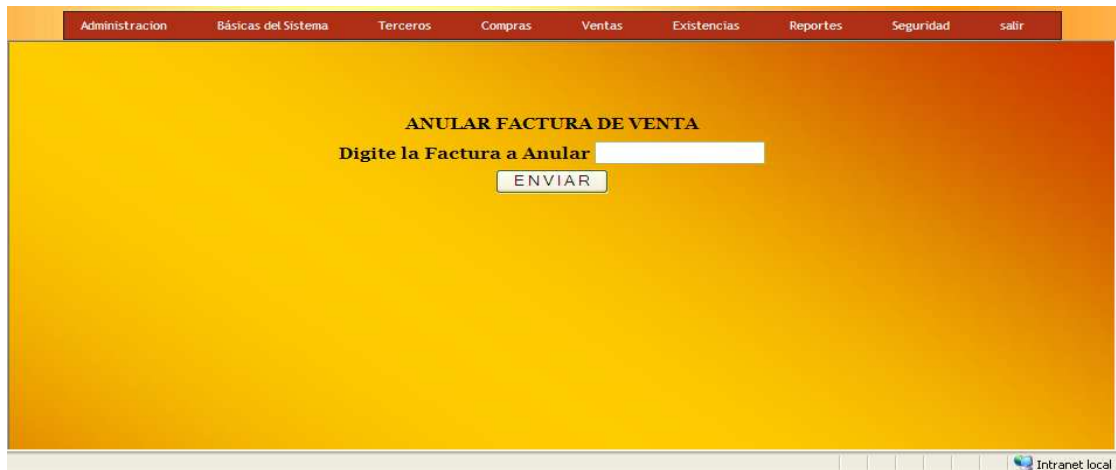 Administracion Básicas del Sistema Terceros Compras Ventas Existencias Reportes Seguridad salir
ANULAR FACTURA DE VENTA
Digite la Factura a Anular
ENVIAR
Intranet local